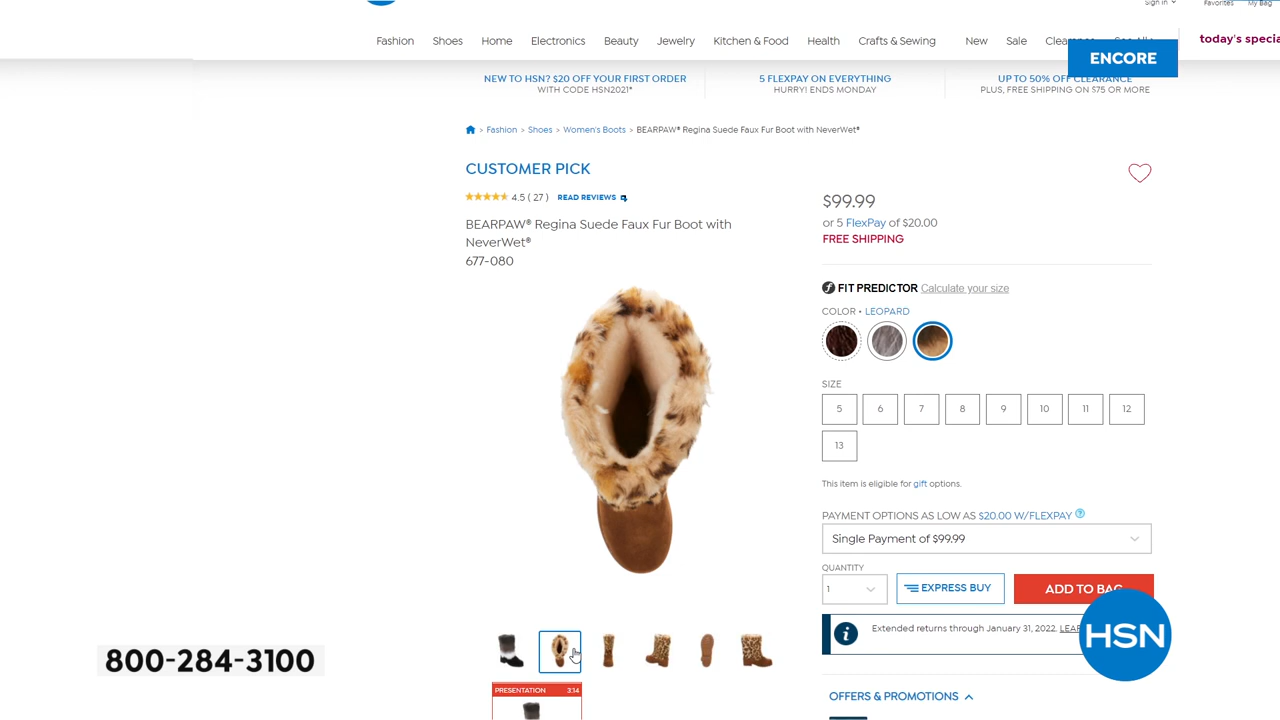 Sign In
Favorites
My Bag
Fashion
Shoes
Home
Electronics
Beauty
Jewelry
Kitchen & Food
Health
Crafts & Sewing
New
Sale
today's specia
ENCORE
NEW TO HSN? $20 OFF YOUR FIRST ORDER
WITH CODE HSN2021*
5 FLEXPAY ON EVERYTHING
HURRY! ENDS MONDAY
UP TO 50% OFF CLEARANCE
PLUS, FREE SHIPPING ON $75 OR MORE
> Fashion > Shoes > Women's Boots > BEARPAW® Regina Suede Faux Fur Boot with NeverWet®
CUSTOMER PICK
4.5 ( 27 ) READ REVIEWS
BEARPAW® Regina Suede Faux Fur Boot with
NeverWet®
677-080
$99.99
or 5 FlexPay of $20.00
FREE SHIPPING
FIT PREDICTOR Calculate your size
COLOR • LEOPARD
SIZE
5
6
7
8
9
10
11
12
13
This item is eligible for gift options.
PAYMENT OPTIONS AS LOW AS $20.00 W/FLEXPAY ?
Single Payment of $99.99
QUANTITY
1
EXPRESS BUY
ADD TO BAG
i
Extended returns through January 31, 2022.
HSN
OFFERS & PROMOTIONS
PRESENTATION 3:14
800-284-3100